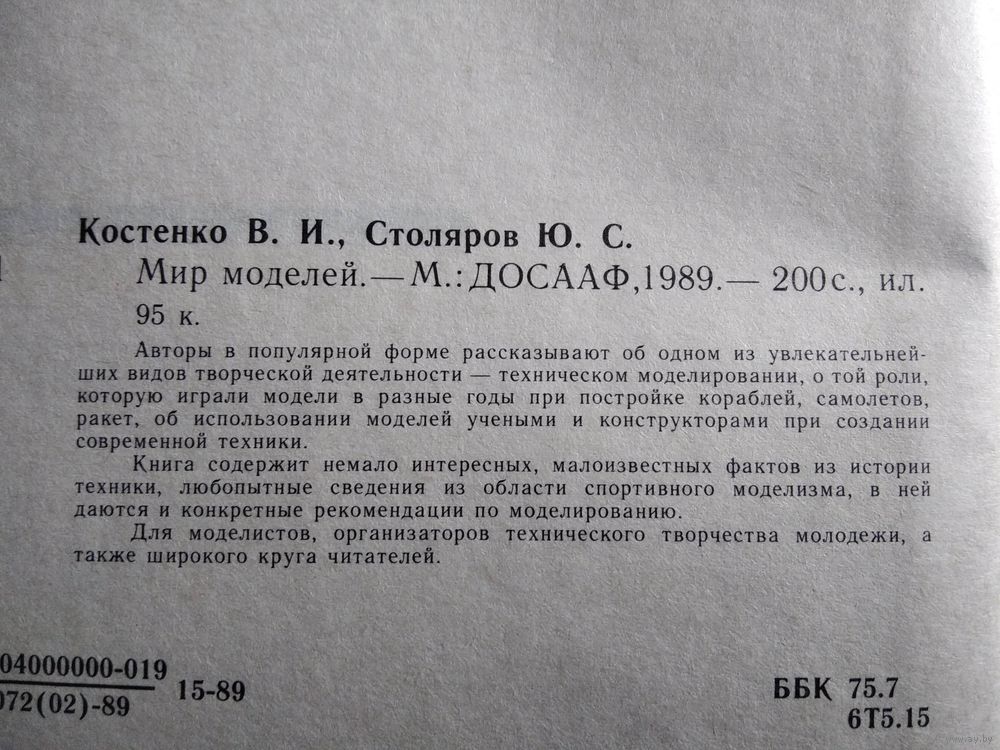 Костенко В. И., Столяров Ю. С.
Мир моделей.— М.: ДОСААФ,1989.— 200 с., ил.
95 к.
Авторы в популярной форме рассказывают об одном из увлекательней-
ших видов творческой деятельности — техническом моделировании, о той роли,
которую играли модели в разные годы при постройке кораблей, самолетов,
ракет, об использовании моделей учеными и конструкторами при создании
современной техники.
Книга содержит немало интересных, малоизвестных фактов из истории
техники, любопытные сведения из области спортивного моделизма, в ней
даются и конкретные рекомендации по моделированию.
Для моделистов, организаторов технического творчества молодежи, а
также широкого круга читателей.
04000000-019
072(02)-89
15-89
ББК 75.7
6Т5.15
www.ay.by